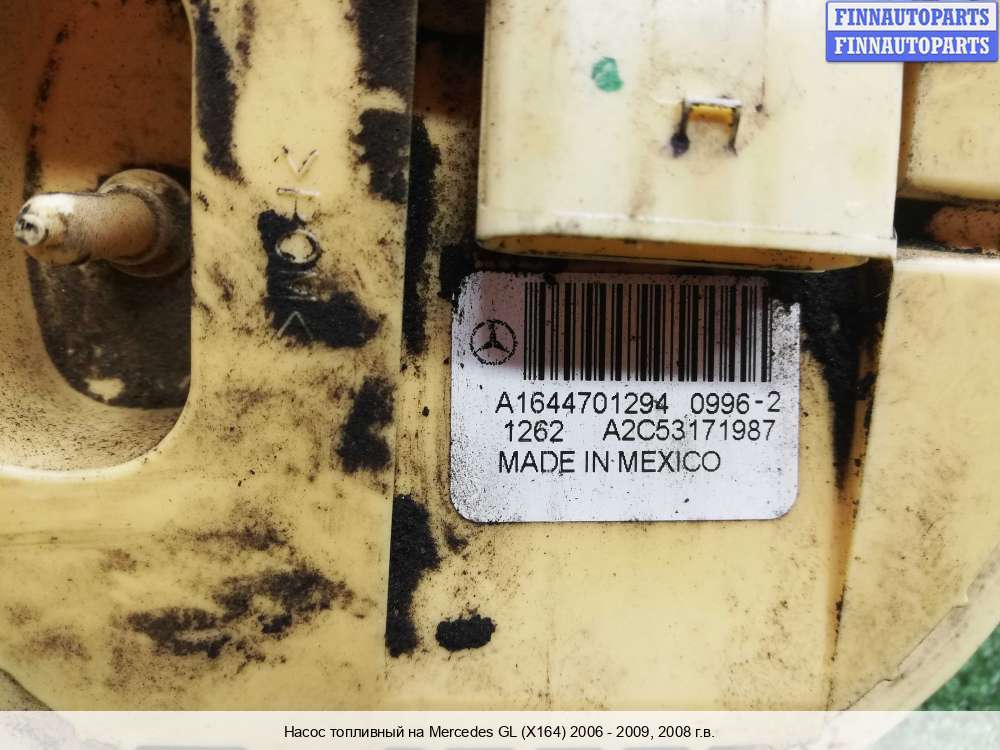 FINNAUTOPARTS
FINNAUTOPARTS
A1644701294 0996-2
1262 A2C53171987
MADE IN MEXICO
Насос топливный на Mercedes GL (X164) 2006 - 2009, 2008 г.в.